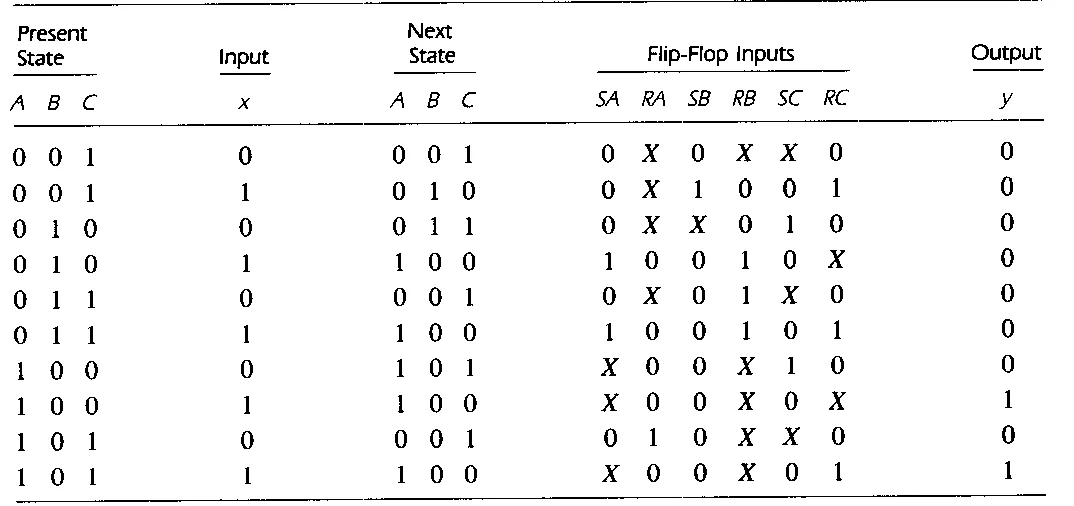 Present Next
State Input State Flip-Flop Inputs Output
A B C x A B C SA RA SB RB SC RC y
0 0 1 0 0 0 1 0 X 0 X X 0 0
0 0 1 1 0 1 0 0 X 1 0 0 1 0
0 1 0 0 0 1 1 0 X X 0 1 0 0
0 1 0 1 1 0 0 1 0 0 1 0 X 0
0 1 1 0 0 0 1 0 X 0 1 X 0 0
0 1 1 1 1 0 0 1 0 0 1 0 1 0
1 0 0 0 1 0 1 X 0 0 X 1 0 0
1 0 0 1 1 0 0 X 0 0 X 0 X 1
1 0 1 0 0 0 1 0 1 0 X X 0 0
1 0 1 1 1 0 0 X 0 0 X 0 1 1